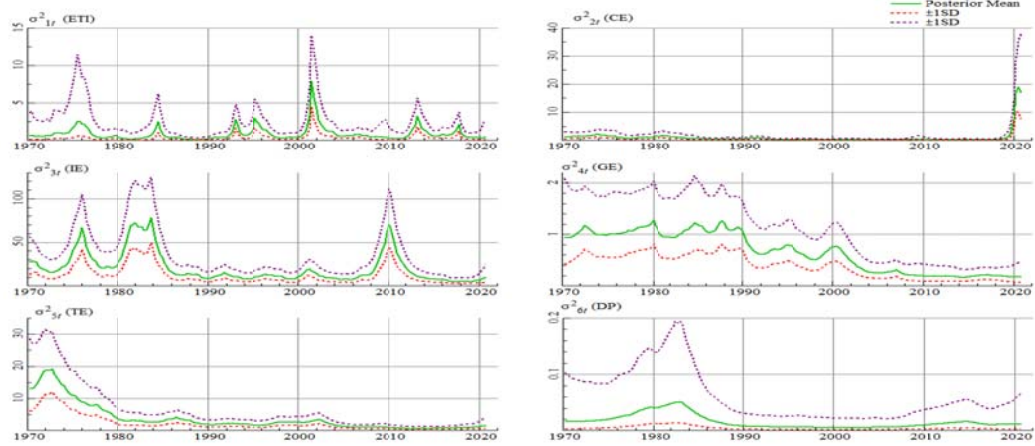 Posterior Mean
±1SD
±1SD
σ²₁ₜ (ETI)
15
5
1970 1980 1990 2000 2010 2020
σ²₂ₜ (CE)
40
30
20
10
1970 1980 1990 2000 2010 2020
σ²₃ₜ (IE)
100
50
1970 1980 1990 2000 2010 2020
σ²₄ₜ (GE)
2
1
1970 1980 1990 2000 2010 2020
σ²₅ₜ (TE)
30
20
10
1970 1980 1990 2000 2010 2020
σ²₆ₜ (DP)
0.2
0.1
1970 1980 1990 2000 2010 2020